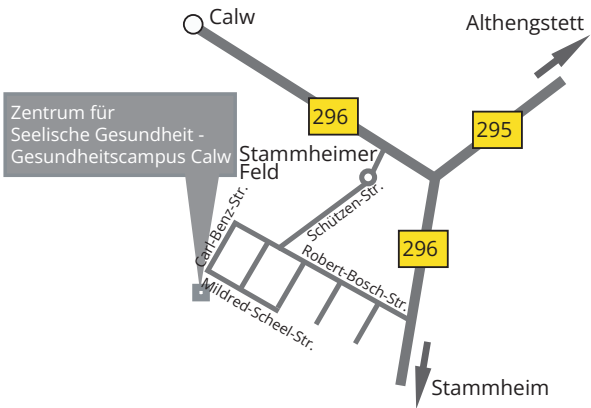 Calw
Althengstett
296
295
Zentrum für
Seelische Gesundheit -
Gesundheitscampus Calw
Stammheimer
Feld
Schützen-Str.
Carl-Benz-Str.
Robert-Bosch-Str.
296
Mildred-Scheel-Str.
Stammheim